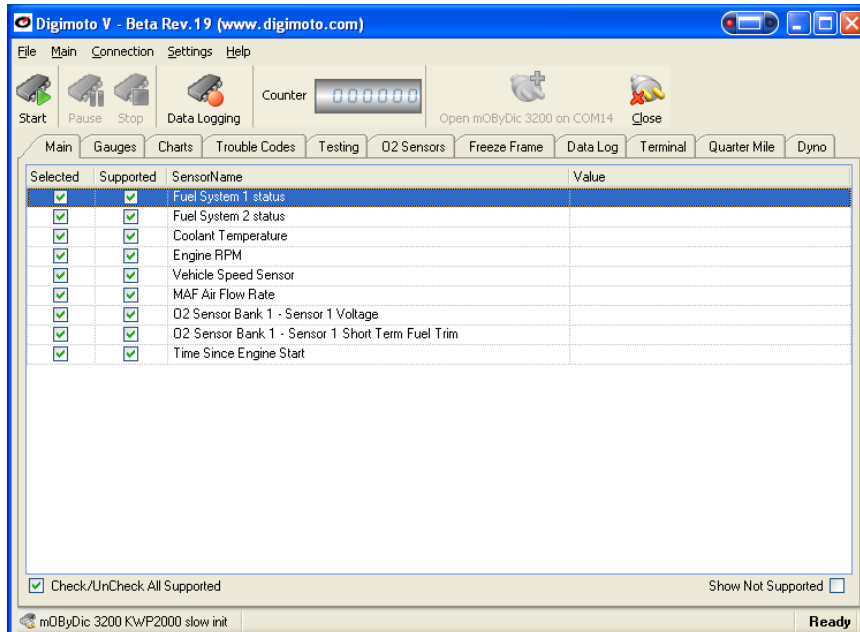 Digimoto V - Beta Rev.19 (www.digimoto.com)
File Main Connection Settings Help
Counter 000000
Start Pause Stop Data Logging Open mOByDic 3200 on COM14 Close
Main Gauges Charts Trouble Codes Testing O2 Sensors Freeze Frame Data Log Terminal Quarter Mile Dyno
Selected Supported SensorName Value
Fuel System 1 status
Fuel System 2 status
Coolant Temperature
Engine RPM
Vehicle Speed Sensor
MAF Air Flow Rate
O2 Sensor Bank 1 - Sensor 1 Voltage
O2 Sensor Bank 1 - Sensor 1 Short Term Fuel Trim
Time Since Engine Start
Check/UnCheck All Supported Show Not Supported
mOByDic 3200 KWP2000 slow init Ready